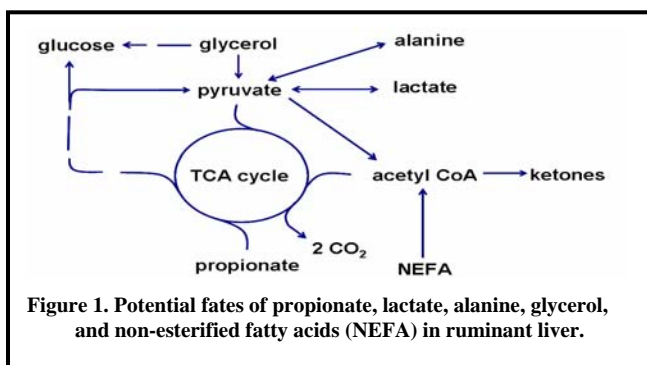 glucose glycerol alanine
pyruvate lactate
TCA cycle acetyl CoA ketones
2 CO₂
propionate NEFA
Figure 1. Potential fates of propionate, lactate, alanine, glycerol,
and non-esterified fatty acids (NEFA) in ruminant liver.